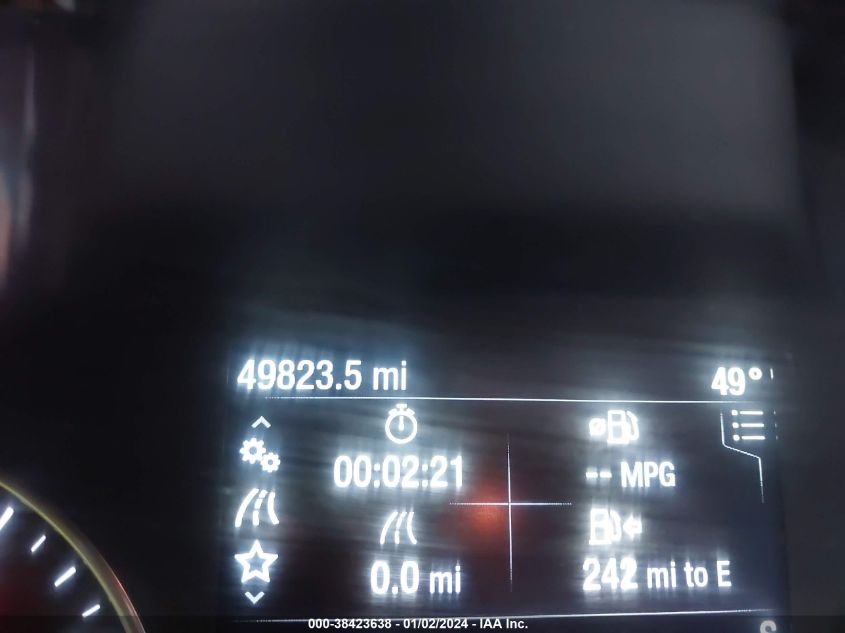 49823.5 mi 49°
00:02:21 -- MPG
0.0 mi 242 mi to E
000-38423638 - 01/02/2024 - IAA Inc.